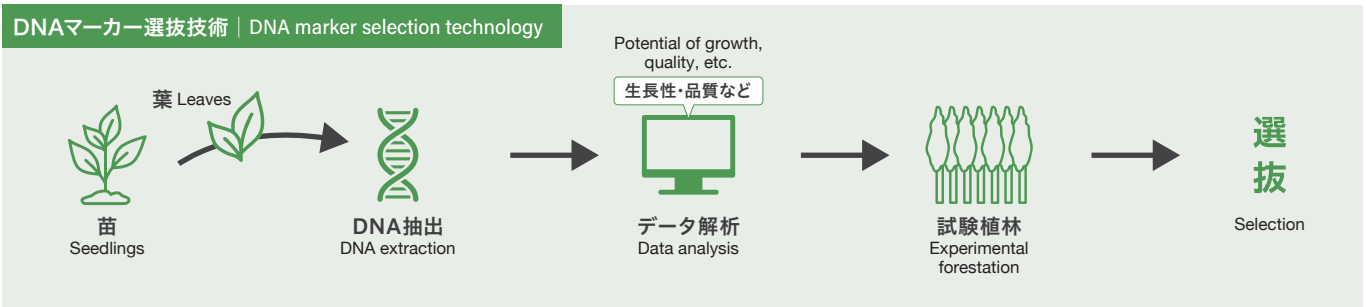 DNAマーカー選抜技術｜DNA marker selection technology
葉 Leaves
苗
Seedlings
DNA抽出
DNA extraction
Potential of growth,
quality, etc.
生長性・品質など
データ解析
Data analysis
試験植林
Experimental
forestation
選
抜
Selection